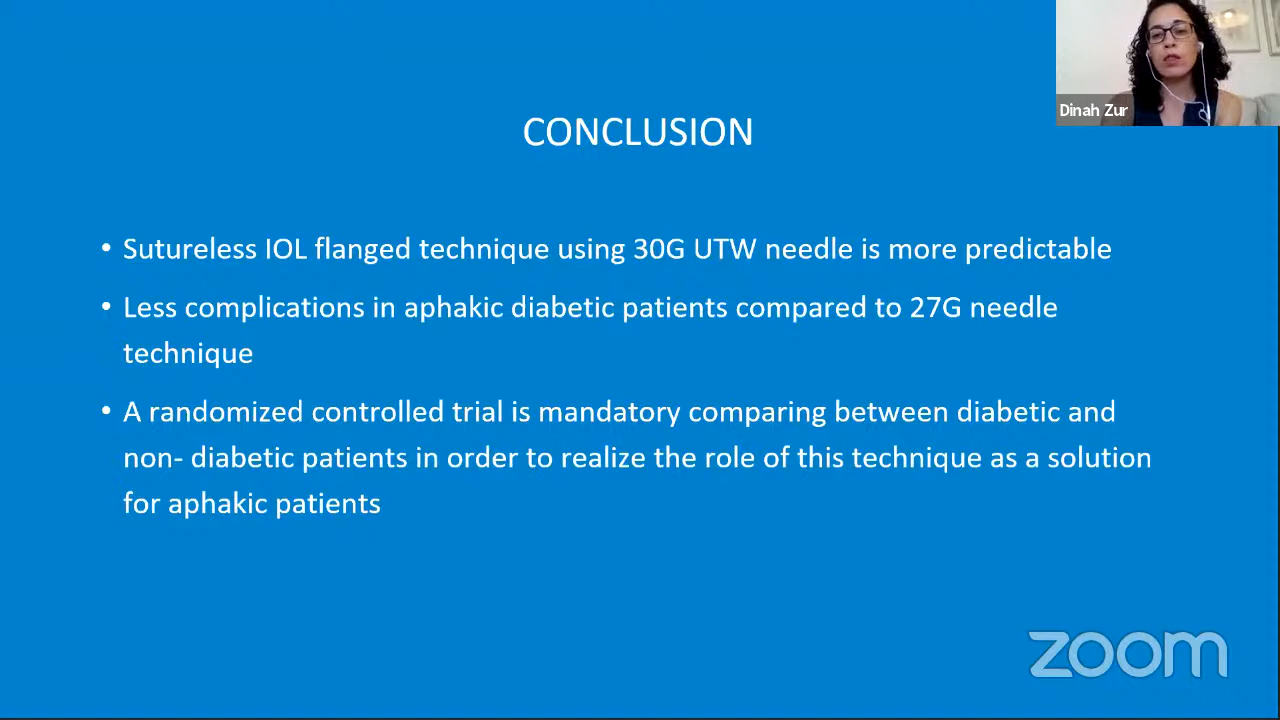 Dinah Zur
CONCLUSION
• Sutureless IOL flanged technique using 30G UTW needle is more predictable
• Less complications in aphakic diabetic patients compared to 27G needle
technique
• A randomized controlled trial is mandatory comparing between diabetic and
non- diabetic patients in order to realize the role of this technique as a solution
for aphakic patients
zoom